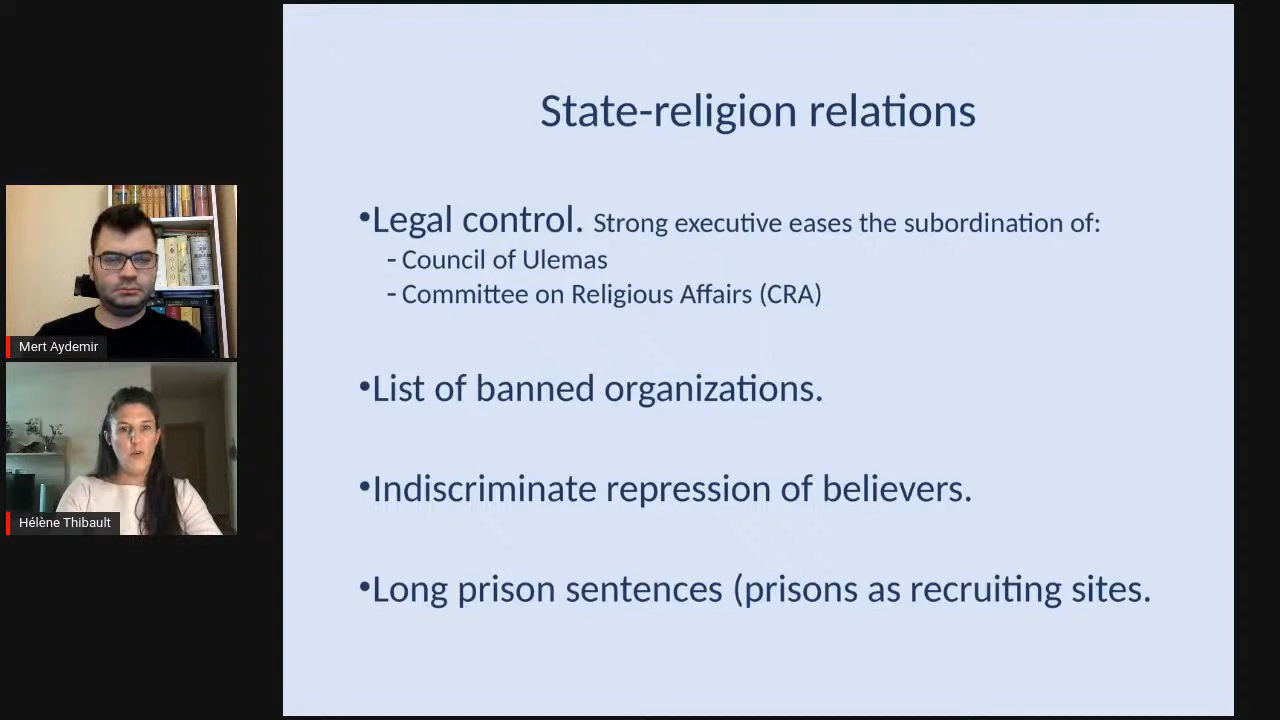 State-religion relations
•Legal control. Strong executive eases the subordination of:
- Council of Ulemas
- Committee on Religious Affairs (CRA)
•List of banned organizations.
•Indiscriminate repression of believers.
•Long prison sentences (prisons as recruiting sites.
Mert Aydemir
Hélène Thibault